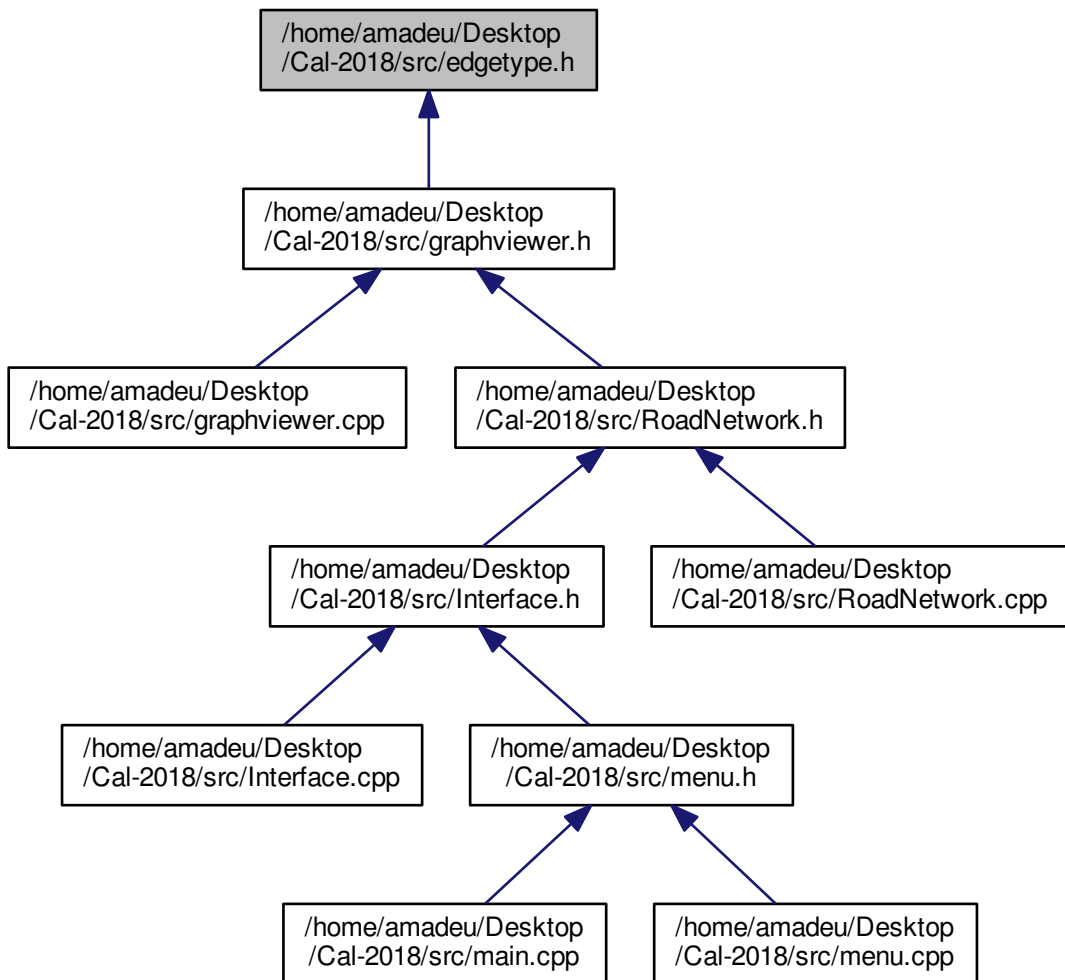 /home/amadeu/Desktop
/Cal-2018/src/edgetype.h
/home/amadeu/Desktop
/Cal-2018/src/graphviewer.h
/home/amadeu/Desktop
/Cal-2018/src/graphviewer.cpp
/home/amadeu/Desktop
/Cal-2018/src/RoadNetwork.h
/home/amadeu/Desktop
/Cal-2018/src/Interface.h
/home/amadeu/Desktop
/Cal-2018/src/RoadNetwork.cpp
/home/amadeu/Desktop
/Cal-2018/src/Interface.cpp
/home/amadeu/Desktop
/Cal-2018/src/menu.h
/home/amadeu/Desktop
/Cal-2018/src/main.cpp
/home/amadeu/Desktop
/Cal-2018/src/menu.cpp